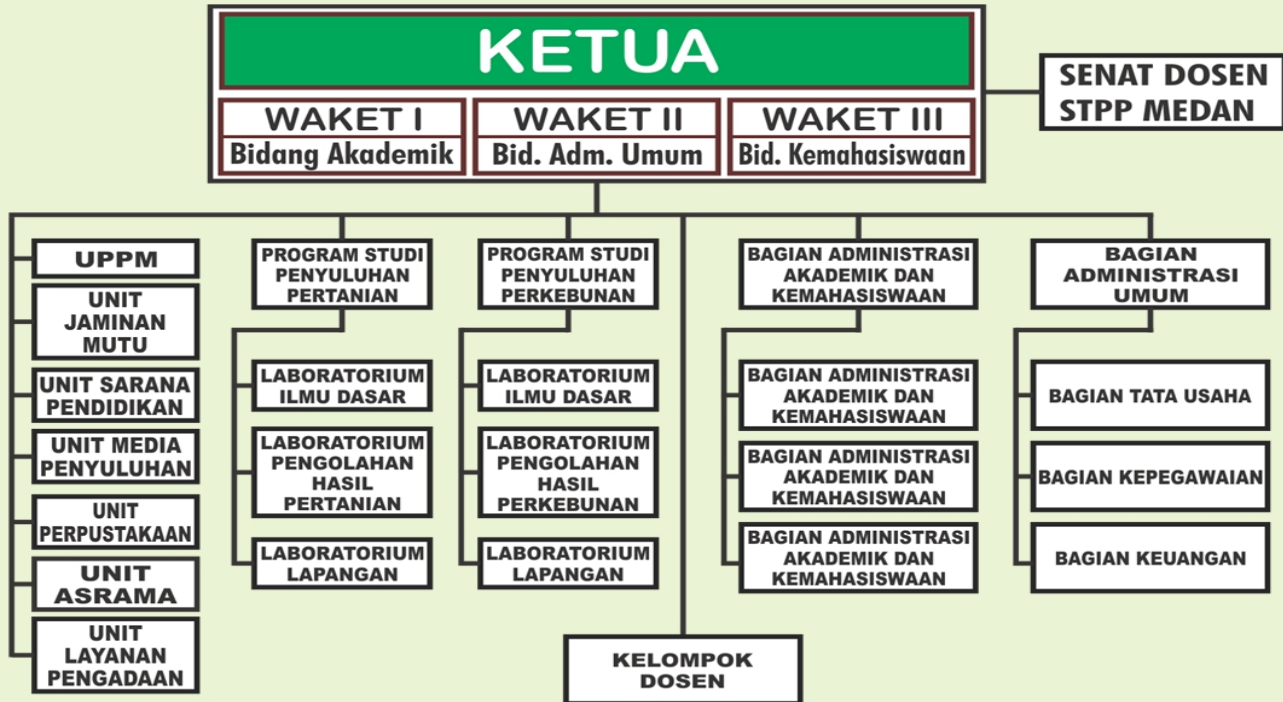 KETUA
WAKET I
Bidang Akademik
WAKET II
Bid. Adm. Umum
WAKET III
Bid. Kemahasiswaan
SENAT DOSEN
STPP MEDAN
UPPM
UNIT
JAMINAN
MUTU
UNIT SARANA
PENDIDIKAN
UNIT MEDIA
PENYULUHAN
UNIT
PERPUSTAKAAN
UNIT
ASRAMA
UNIT
LAYANAN
PENGADAAN
PROGRAM STUDI
PENYULUHAN
PERTANIAN
LABORATORIUM
ILMU DASAR
LABORATORIUM
PENGOLAHAN
HASIL
PERTANIAN
LABORATORIUM
LAPANGAN
PROGRAM STUDI
PENYULUHAN
PERKEBUNAN
LABORATORIUM
ILMU DASAR
LABORATORIUM
PENGOLAHAN
HASIL
PERKEBUNAN
LABORATORIUM
LAPANGAN
KELOMPOK
DOSEN
BAGIAN ADMINISTRASI
AKADEMIK DAN
KEMAHASISWAAN
BAGIAN ADMINISTRASI
AKADEMIK DAN
KEMAHASISWAAN
BAGIAN ADMINISTRASI
AKADEMIK DAN
KEMAHASISWAAN
BAGIAN ADMINISTRASI
AKADEMIK DAN
KEMAHASISWAAN
BAGIAN
ADMINISTRASI
UMUM
BAGIAN TATA USAHA
BAGIAN KEPEGAWAIAN
BAGIAN KEUANGAN